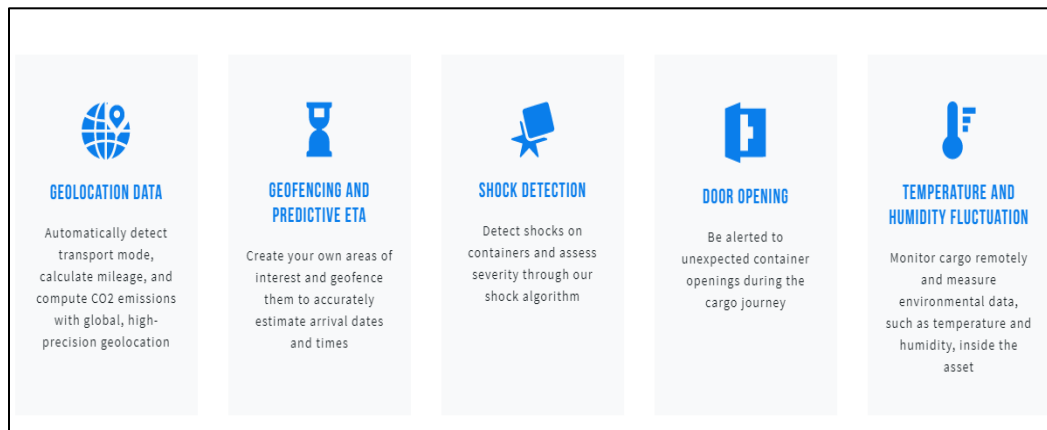 GEOLOCATION DATA
Automatically detect
transport mode,
calculate mileage, and
compute CO2 emissions
with global, high-
precision geolocation
GEOFENCING AND
PREDICTIVE ETA
Create your own areas of
interest and geofence
them to accurately
estimate arrival dates
and times
SHOCK DETECTION
Detect shocks on
containers and assess
severity through our
shock algorithm
DOOR OPENING
Be alerted to
unexpected container
openings during the
cargo journey
TEMPERATURE AND
HUMIDITY FLUCTUATION
Monitor cargo remotely
and measure
environmental data,
such as temperature and
humidity, inside the
asset